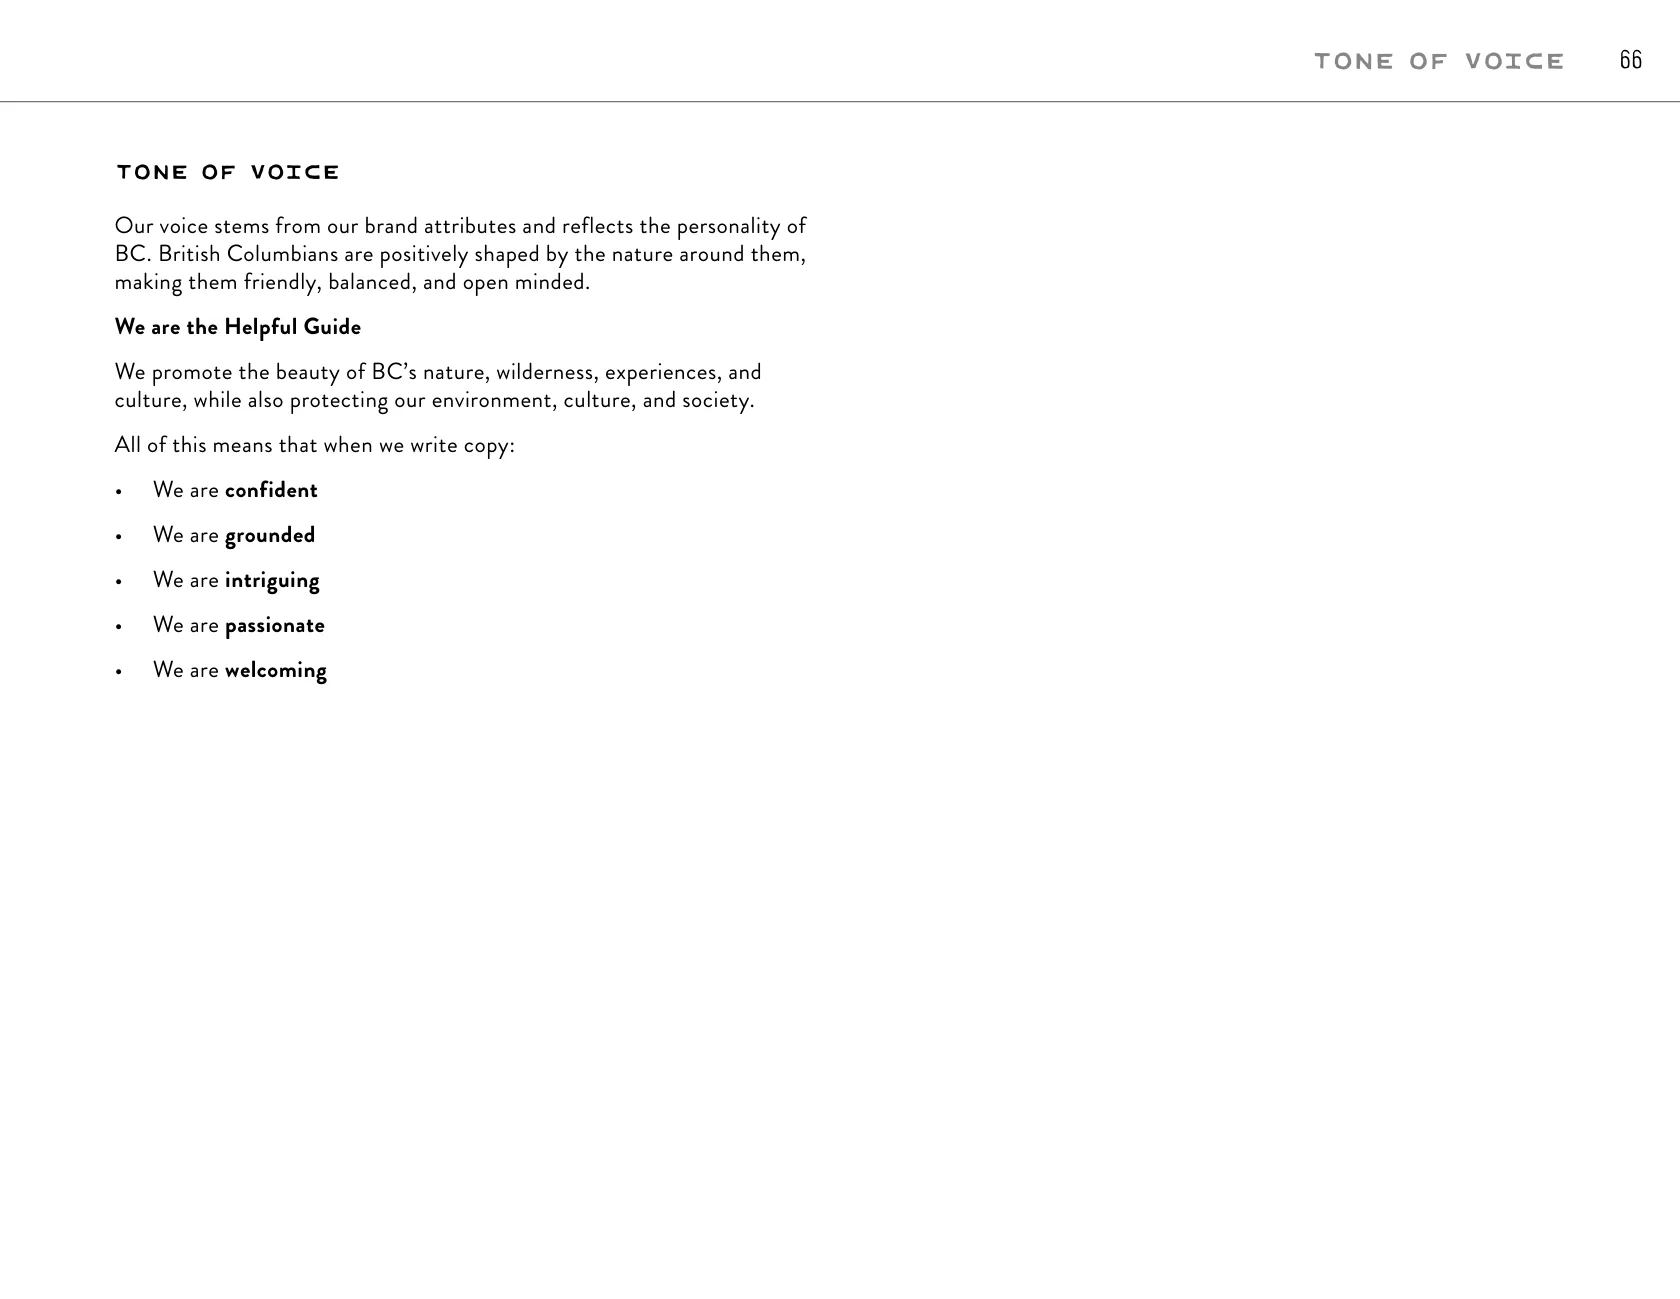 TONE OF VOICE 66
TONE OF VOICE
Our voice stems from our brand attributes and reflects the personality of
BC. British Columbians are positively shaped by the nature around them,
making them friendly, balanced, and open minded.
We are the Helpful Guide
We promote the beauty of BC’s nature, wilderness, experiences, and
culture, while also protecting our environment, culture, and society.
All of this means that when we write copy:
• We are confident
• We are grounded
• We are intriguing
• We are passionate
• We are welcoming